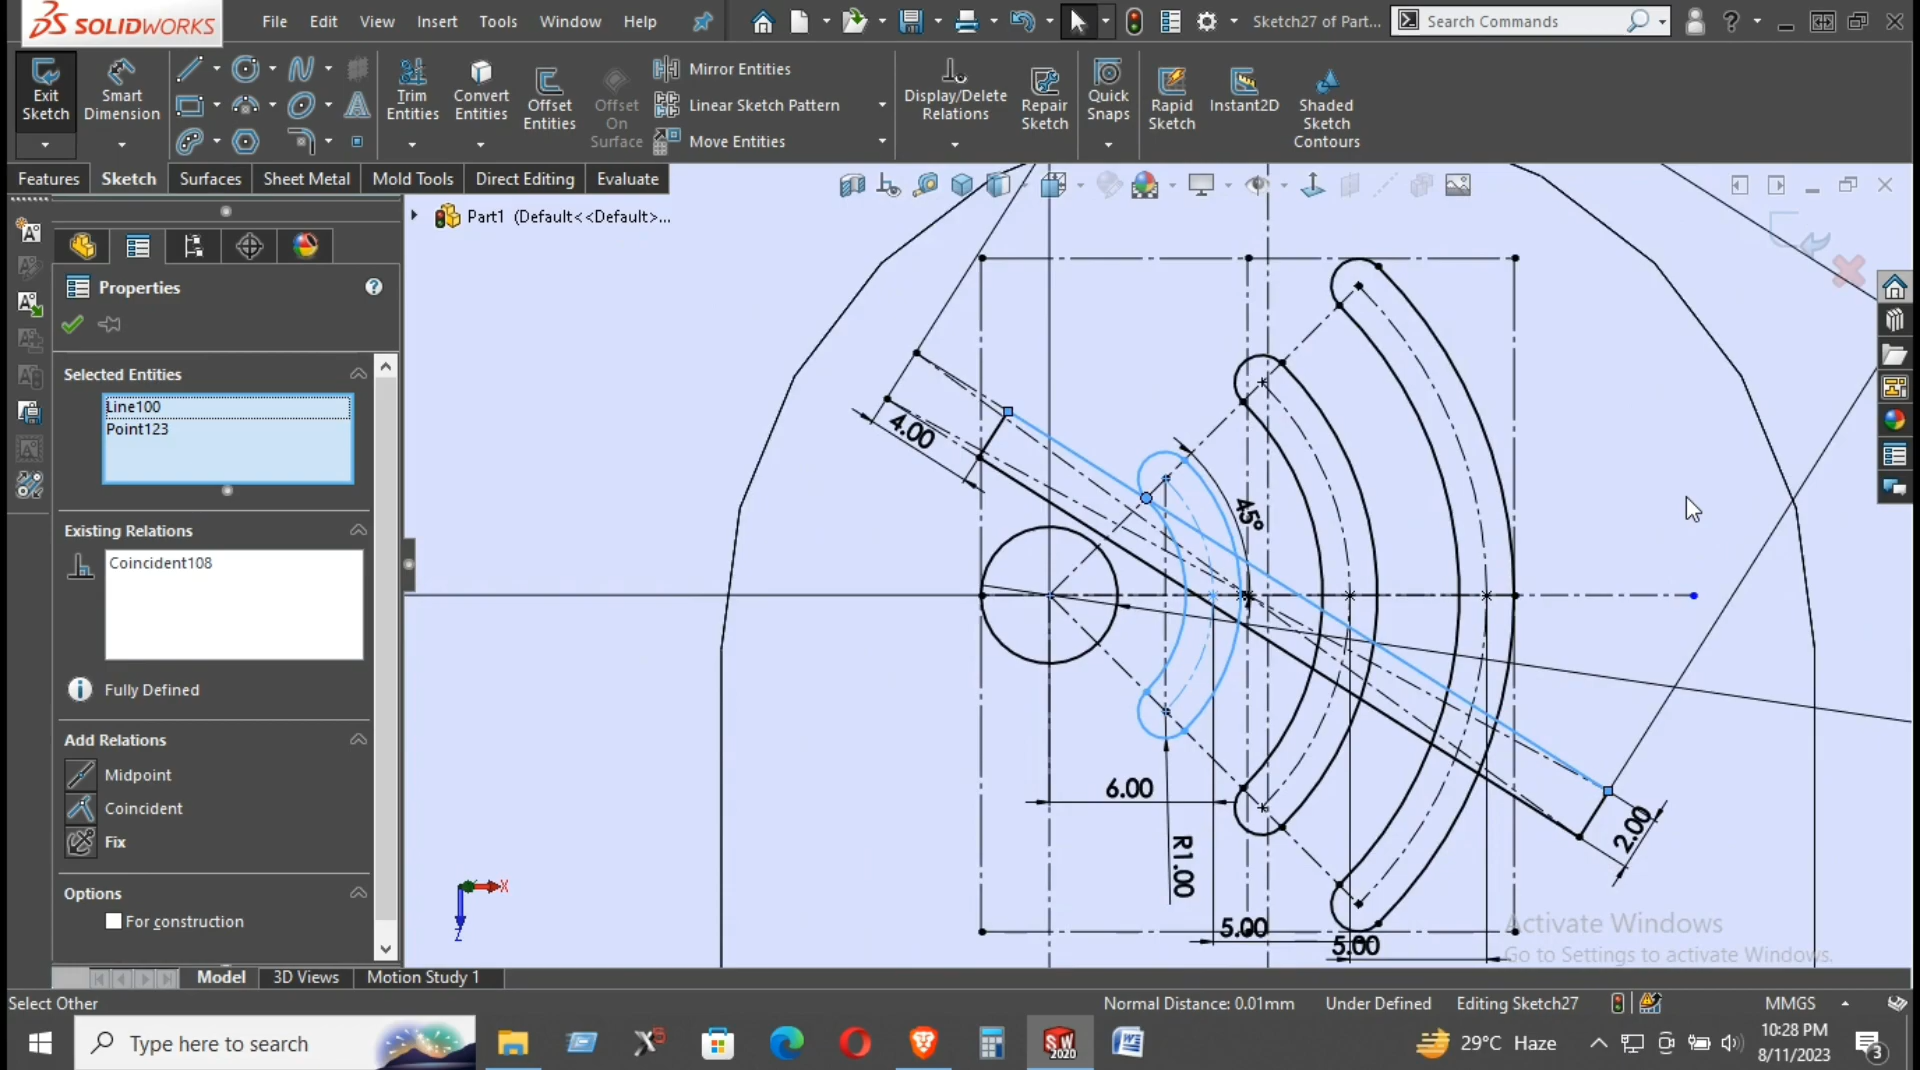 SOLIDWORKS File Edit View Insert Tools Window Help Sketch27 of Part... Search Commands ?
Exit Sketch
Smart Dimension
Trim Entities
Convert Entities
Offset Entities
Offset On Surface
Mirror Entities
Linear Sketch Pattern
Move Entities
Display/Delete Relations
Repair Sketch
Quick Snaps
Rapid Sketch
Instant2D
Shaded Sketch Contours
Features Sketch Surfaces Sheet Metal Mold Tools Direct Editing Evaluate
Part1 (Default<<Default>...
Properties
Selected Entities
Line100
Point123
Existing Relations
Coincident108
Fully Defined
Add Relations
Midpoint
Coincident
Fix
Options
For construction
4.00
45°
6.00
R1.00
2.00
5.00
5.00
X
Z
Activate Windows
Go to Settings to activate Windows.
Model 3D Views Motion Study 1
Select Other Normal Distance: 0.01mm Under Defined Editing Sketch27 MMGS
Type here to search
SW 2020
29°C Haze
10:28 PM
8/11/2023
3